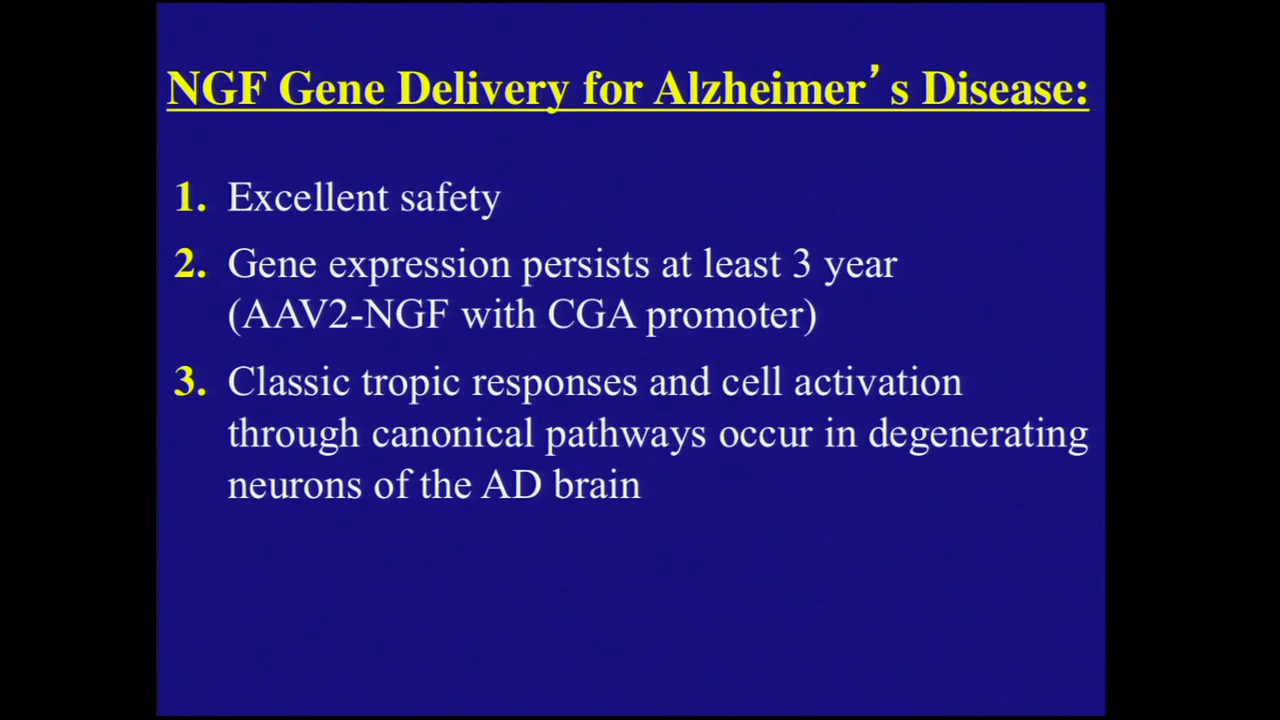 NGF Gene Delivery for Alzheimer’s Disease:
1. Excellent safety
2. Gene expression persists at least 3 year
(AAV2-NGF with CGA promoter)
3. Classic tropic responses and cell activation
through canonical pathways occur in degenerating
neurons of the AD brain